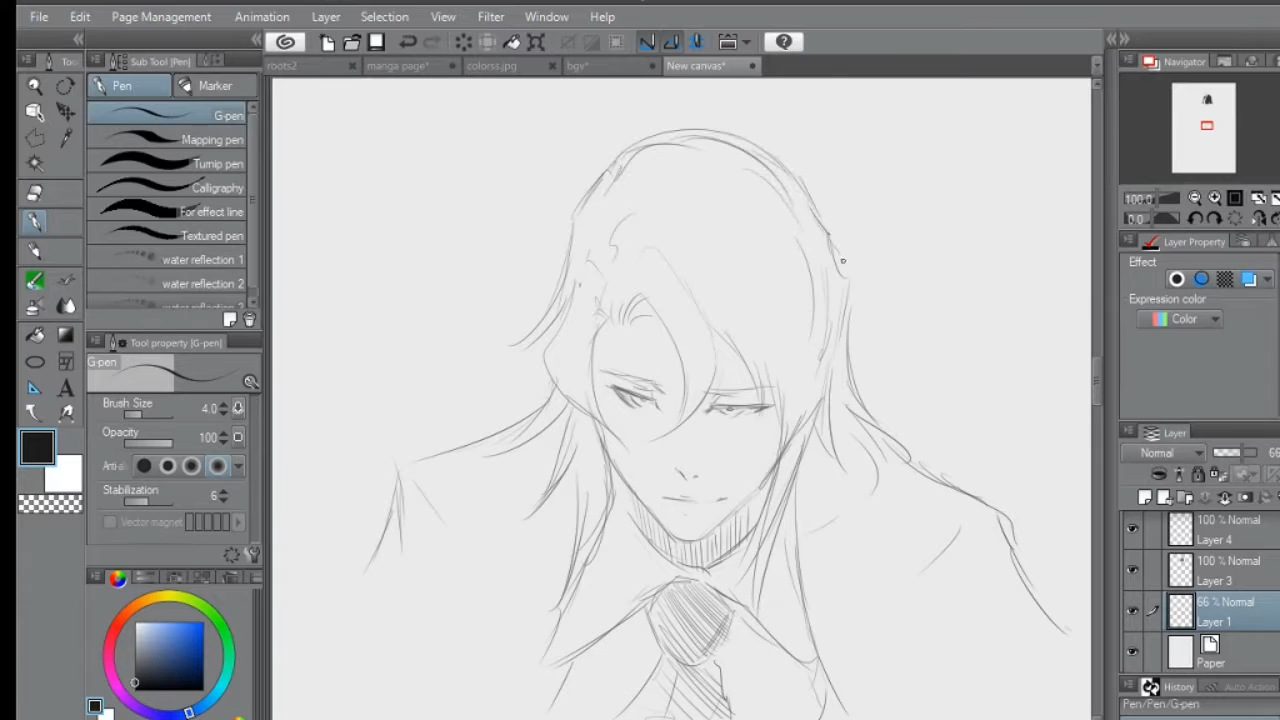 File Edit Page Management Animation Layer Selection View Filter Window Help
Sub Tool [Pen]
robots2 manga page* colorss.jpg bgv* New canvas*
Navigator
Pen Marker
G-pen
Mapping pen
Turnip pen
Calligraphy
For effect line
Textured pen
water reflection 1
water reflection 2
Tool property [G-pen]
G-pen
Brush Size 4.0
Opacity 100
Anti-al
Stabilization 6
Vector magnet
100.0
0.0
Layer Property
Effect
Expression color
Color
Layer
Normal 66
100 % Normal
Layer 4
100 % Normal
Layer 3
66 % Normal
Layer 1
Paper
History Auto Action
Pen/Pen/G-pen